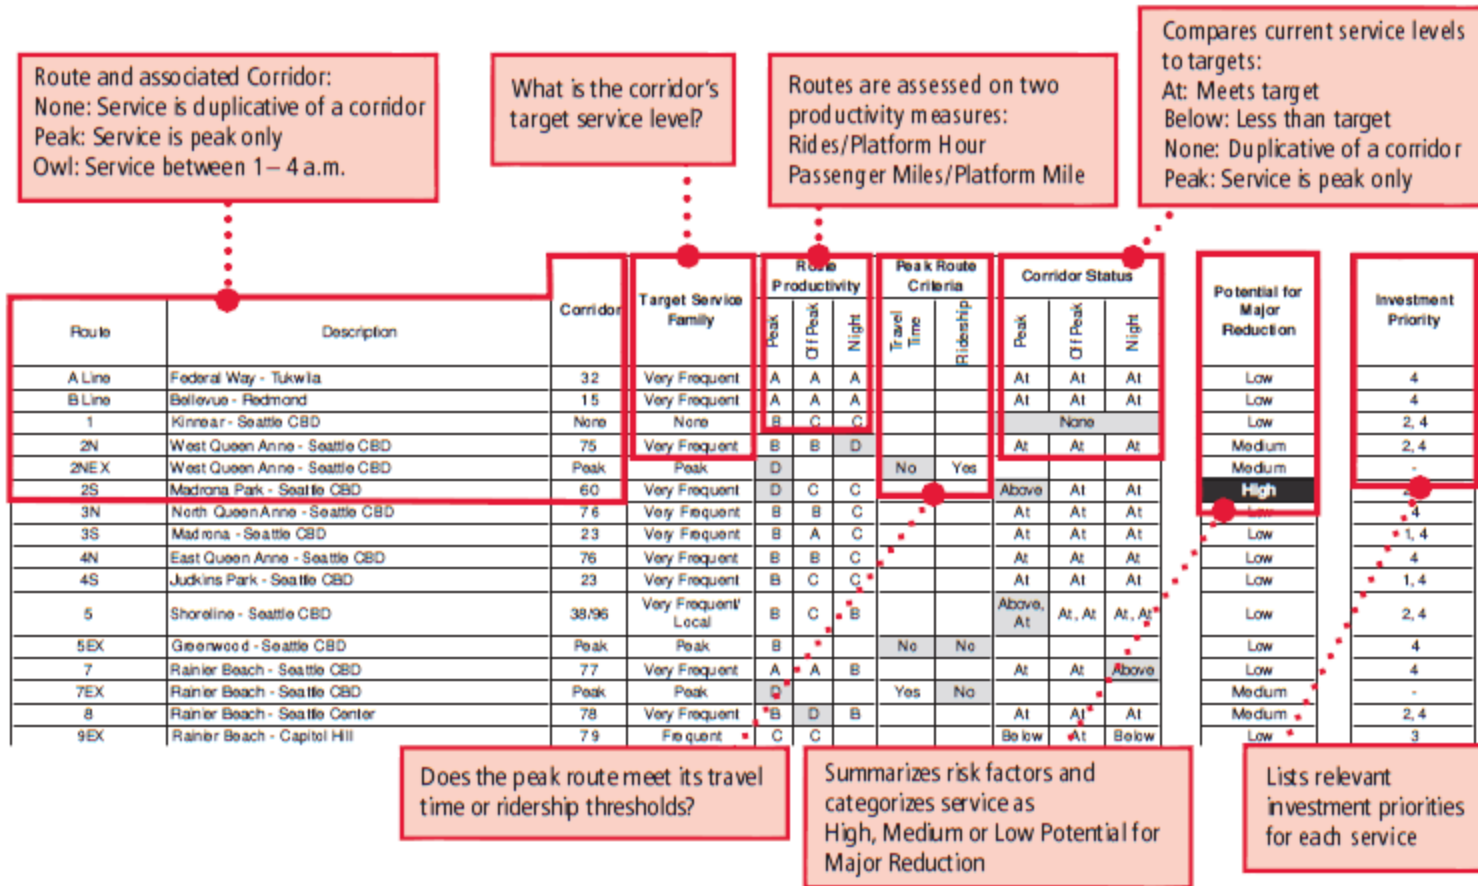 Route and associated Corridor:
None: Service is duplicative of a corridor
Peak: Service is peak only
Owl: Service between 1– 4 a.m.
What is the corridor's
target service level?
Routes are assessed on two
productivity measures:
Rides/Platform Hour
Passenger Miles/Platform Mile
Compares current service levels
to targets:
At: Meets target
Below: Less than target
None: Duplicative of a corridor
Peak: Service is peak only
Route Description Corridor Target Service Family Route Productivity Peak Off Peak Night Peak Route Criteria Travel Time Ridership Corridor Status Peak Off Peak Night Potential for Major Reduction Investment Priority
A Line Federal Way - Tukwila 32 Very Frequent A A A At At At Low 4
B Line Bellevue - Redmond 15 Very Frequent A A A At At At Low 4
1 Kinnear - Seattle CBD None None B C C None Low 2, 4
2N West Queen Anne - Seattle CBD 75 Very Frequent B B D At At At Medium 2, 4
2NEX West Queen Anne - Seattle CBD Peak Peak D No Yes Medium -
2S Madrona Park - Seattle CBD 60 Very Frequent D C C Above At At High
3N North Queen Anne - Seattle CBD 76 Very Frequent B B C At At At Low 4
3S Madrona - Seattle CBD 23 Very Frequent B A C At At At Low 1, 4
4N East Queen Anne - Seattle CBD 76 Very Frequent B B C At At At Low 4
4S Judkins Park - Seattle CBD 23 Very Frequent B C C At At At Low 1, 4
5 Shoreline - Seattle CBD 38/96 Very Frequent/ Local B C B Above, At At, At At, At Low 2, 4
5EX Greenwood - Seattle CBD Peak Peak B No No Low 4
7 Rainier Beach - Seattle CBD 77 Very Frequent A A B At At Above Low 4
7EX Rainier Beach - Seattle CBD Peak Peak D Yes No Medium -
8 Rainier Beach - Seattle Center 78 Very Frequent B D B At At At Medium 2, 4
9EX Rainier Beach - Capitol Hill 79 Frequent C C Below At Below Low 3
Does the peak route meet its travel
time or ridership thresholds?
Summarizes risk factors and
categorizes service as
High, Medium or Low Potential for
Major Reduction
Lists relevant
investment priorities
for each service